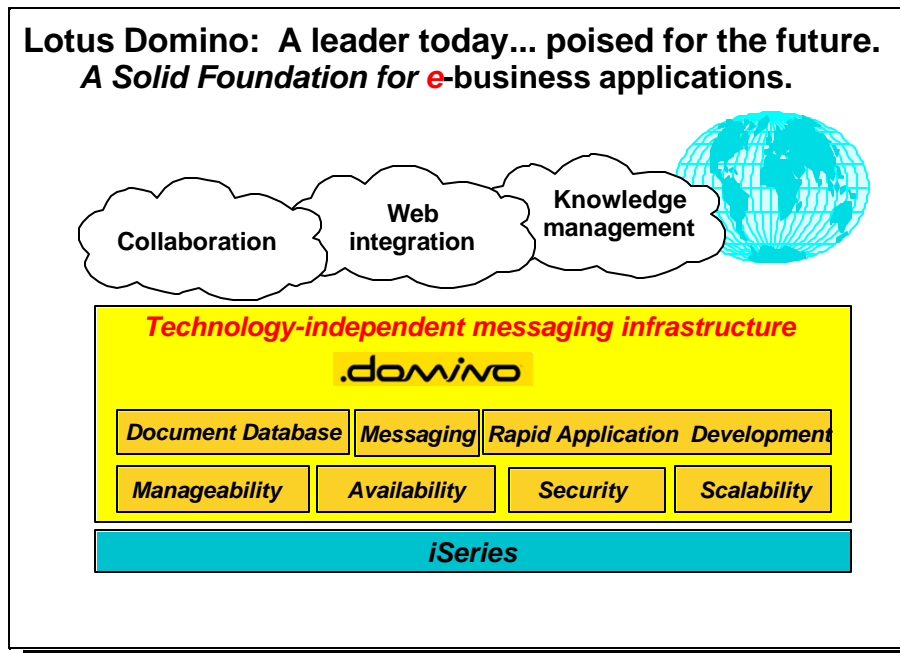 Lotus Domino: A leader today... poised for the future.
A Solid Foundation for e-business applications.
Collaboration
Web
integration
Knowledge
management
Technology-independent messaging infrastructure
.domino
Document Database
Messaging
Rapid Application Development
Manageability
Availability
Security
Scalability
iSeries